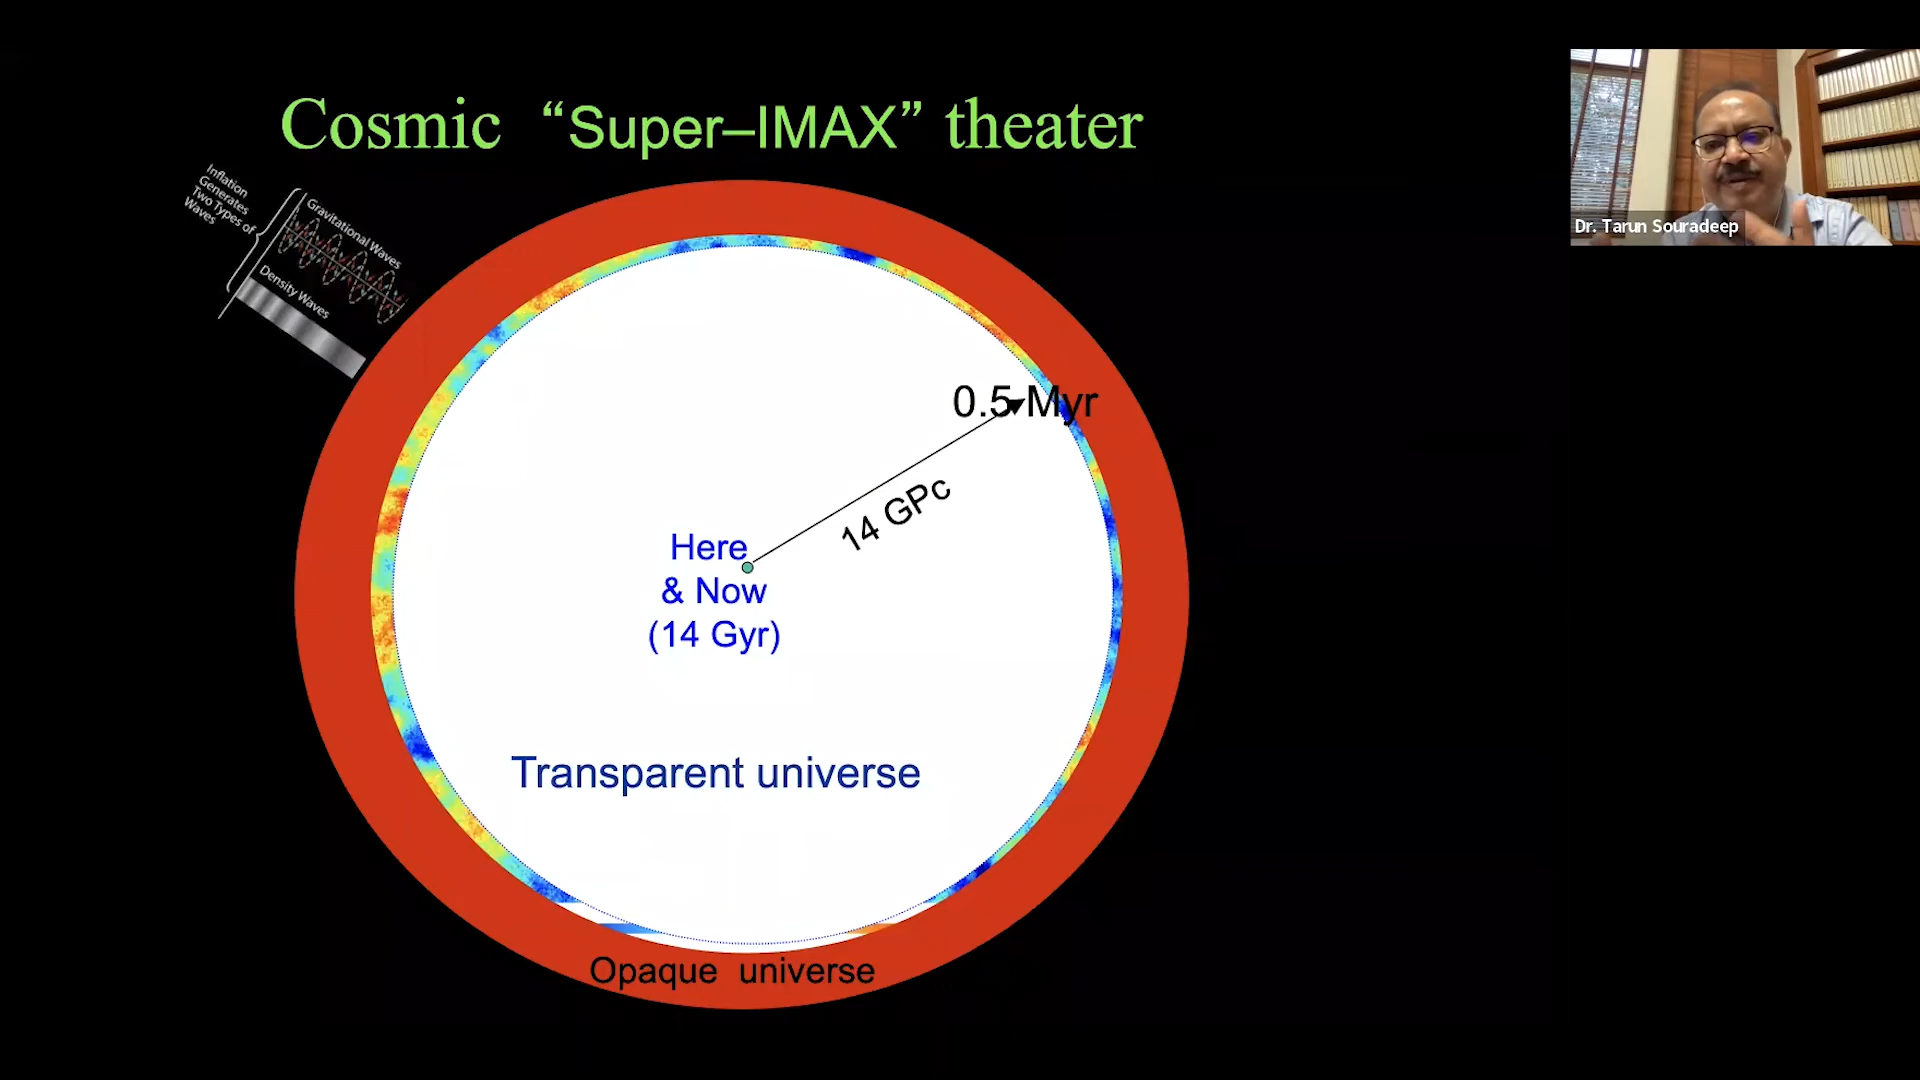 Cosmic “Super–IMAX” theater
Dr. Tarun Souradeep
Inflation
Generates
Two Types of
Waves
Gravitational Waves
Density Waves
0.5 Myr
14 GPc
Here
& Now
(14 Gyr)
Transparent universe
Opaque universe